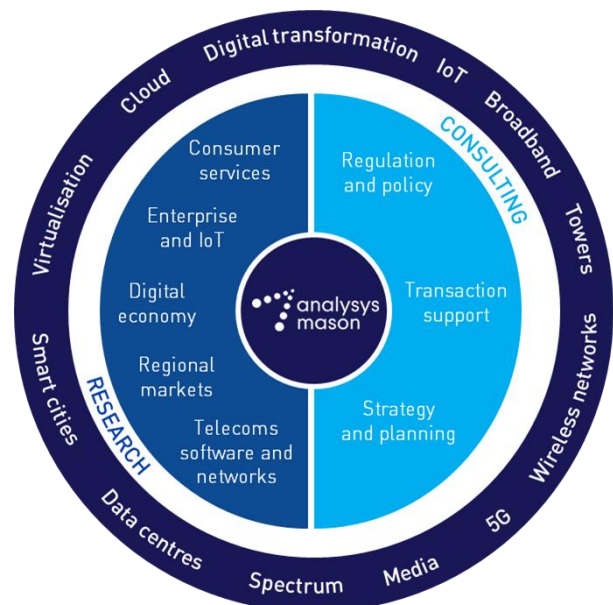 Digital transformation
IoT
Broadband
Towers
Wireless networks
5G
Media
Spectrum
Data centres
Smart cities
Virtualisation
Cloud
CONSULTING
RESEARCH
Consumer
services
Enterprise
and IoT
Digital
economy
Regional
markets
Telecoms
software and
networks
Regulation
and policy
Transaction
support
Strategy
and planning
analysys
mason